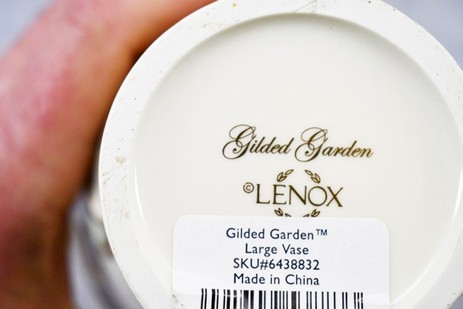 Gilded Garden
©LENOX
Gilded Garden™
Large Vase
SKU#6438832
Made in China